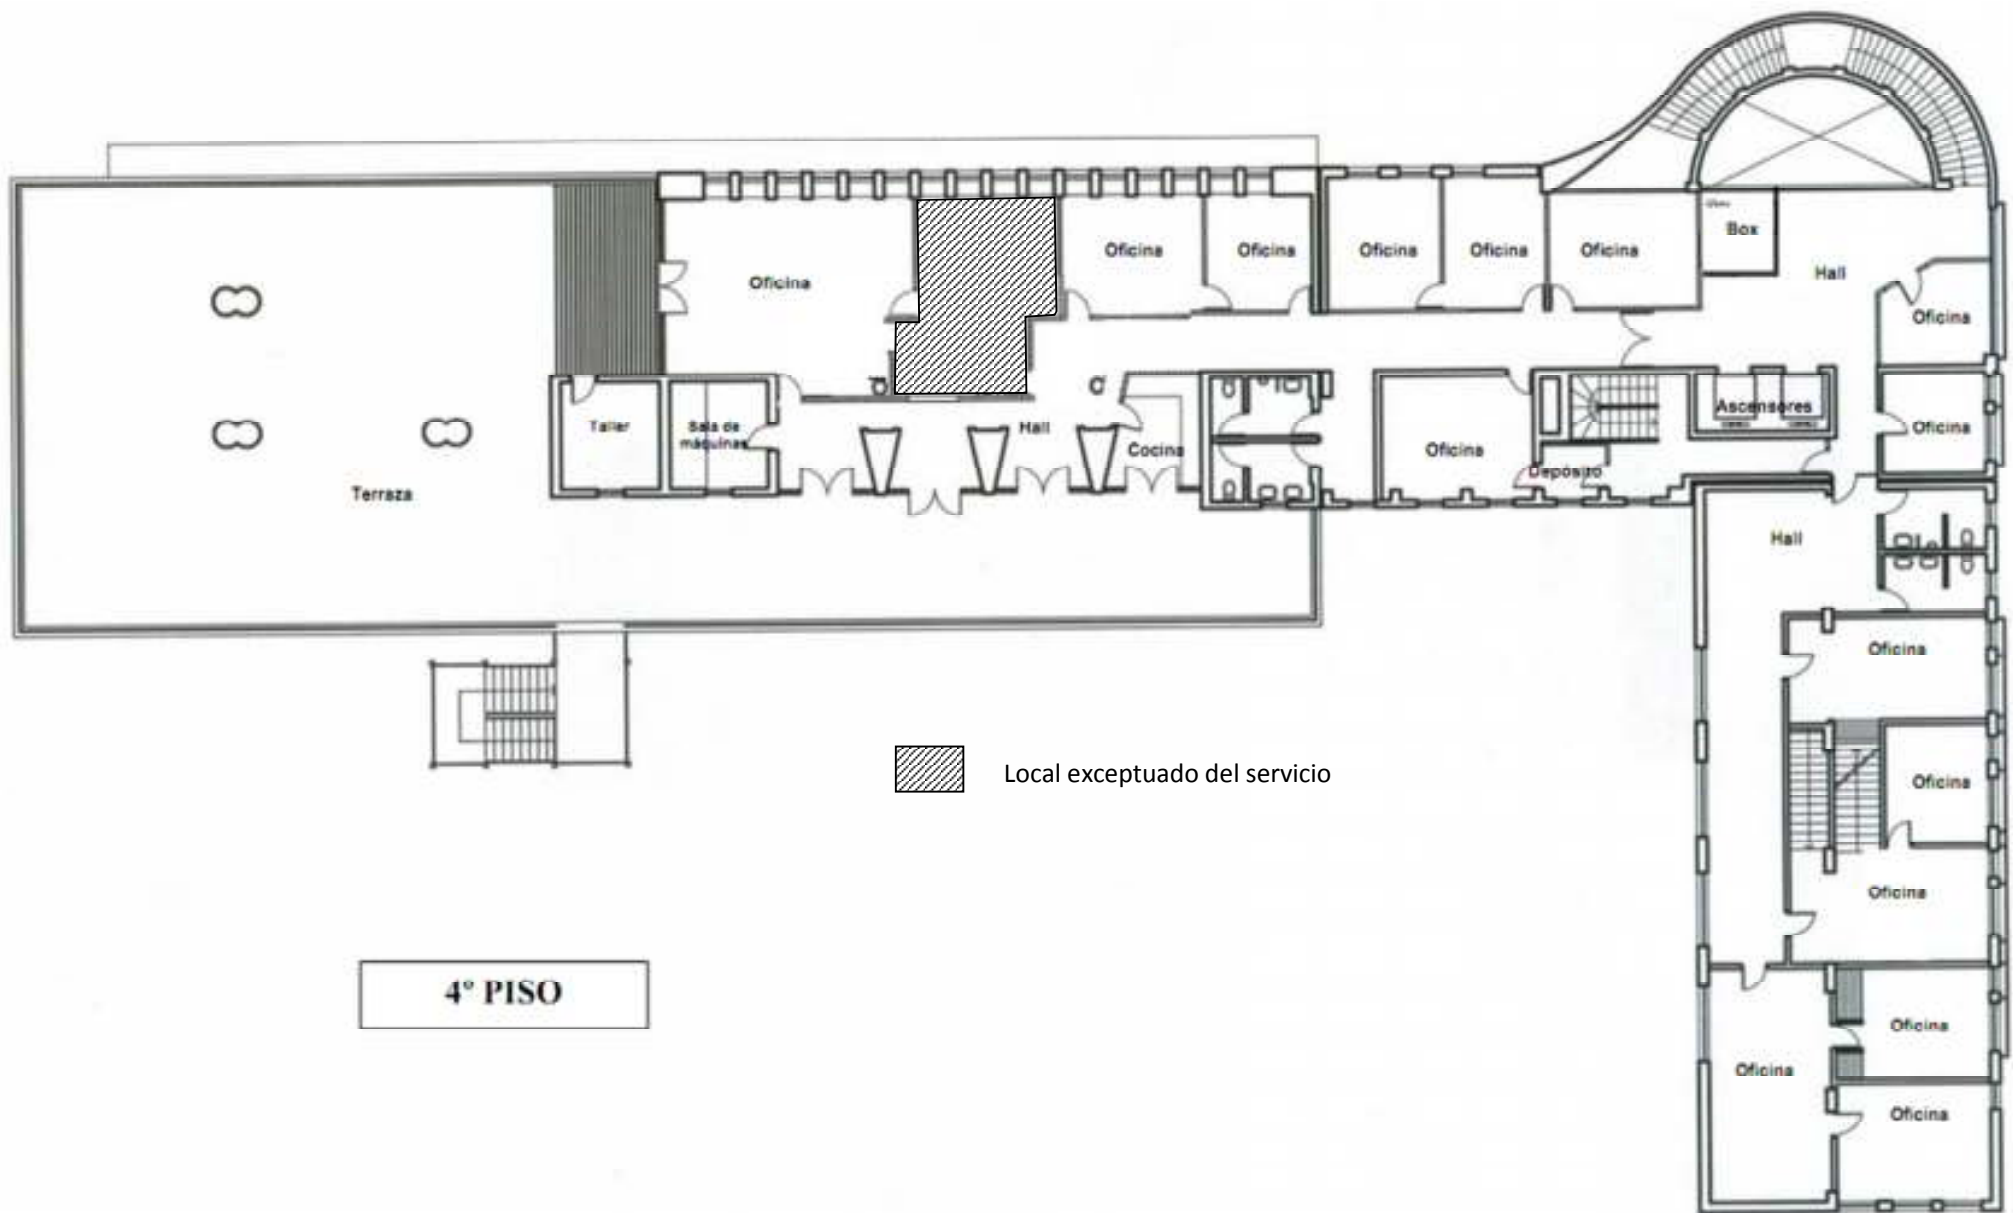 Oficina
Oficina
Oficina
Oficina
Oficina
Oficina
Box
Hall
Oficina
Taller
Sala de
máquinas
Hall
Cocina
Oficina
Depósito
Ascensores
Oficina
Terraza
Hall
Oficina
Local exceptuado del servicio
Oficina
Oficina
4º PISO
Oficina
Oficina
Oficina